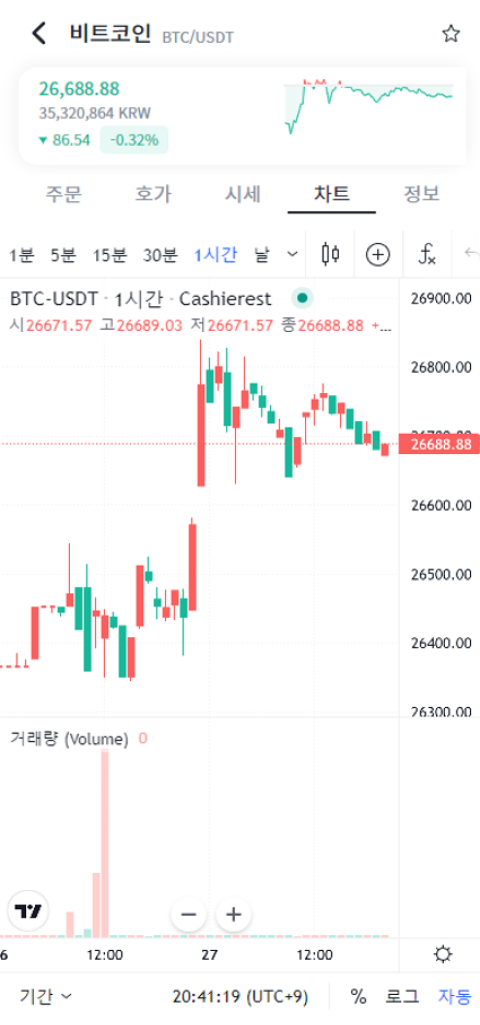 비트코인 BTC/USDT
26,688.88
35,320,864 KRW
▼ 86.54 -0.32%
주문 호가 시세 차트 정보
1분 5분 15분 30분 1시간 날
BTC-USDT · 1시간 · Cashierest
시26671.57 고26689.03 저26671.57 종26688.88 +...
26900.00
26800.00
26688.88
26600.00
26500.00
26400.00
26300.00
거래량 (Volume) 0
6 12:00 27 12:00
기간 20:41:19 (UTC+9) % 로그 자동